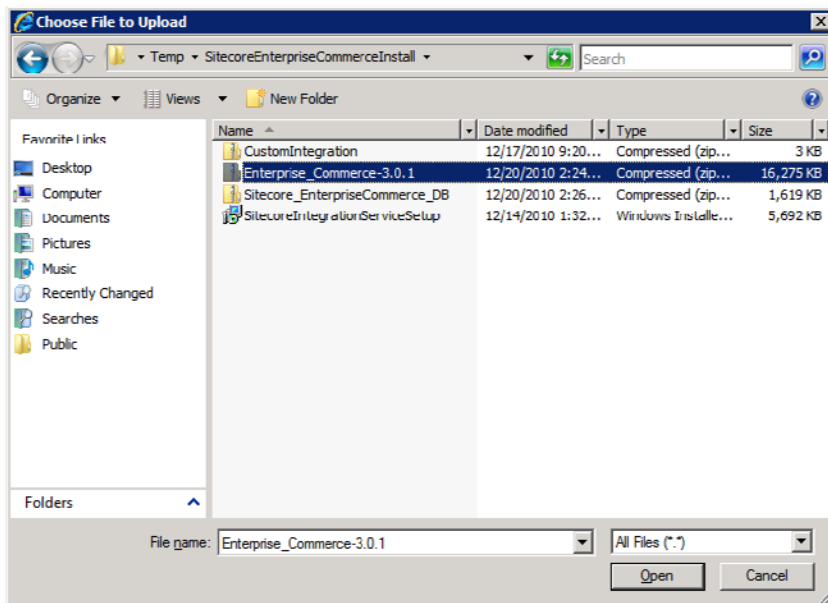 Choose File to Upload
Temp SitecoreEnterpriseCommerceInstall Search
Organize Views New Folder
Favorite Links
Desktop
Computer
Documents
Pictures
Music
Recently Changed
Searches
Public
Folders
Name Date modified Type Size
CustomIntegration 12/17/2010 9:20... Compressed (zip... 3 KB
Enterprise_Commerce-3.0.1 12/20/2010 2:24... Compressed (zip... 16,275 KB
Sitecore_EnterpriseCommerce_DB 12/20/2010 2:26... Compressed (zip... 1,619 KB
SitecoreIntegrationServiceSetup 12/14/2010 1:32... Windows Installe... 5,692 KB
File name: Enterprise_Commerce-3.0.1 All Files (*.*)
Open Cancel